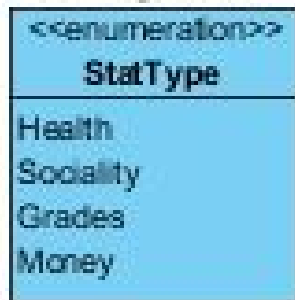 <<enumeration>>
StatType
Health
Sociality
Grades
Money